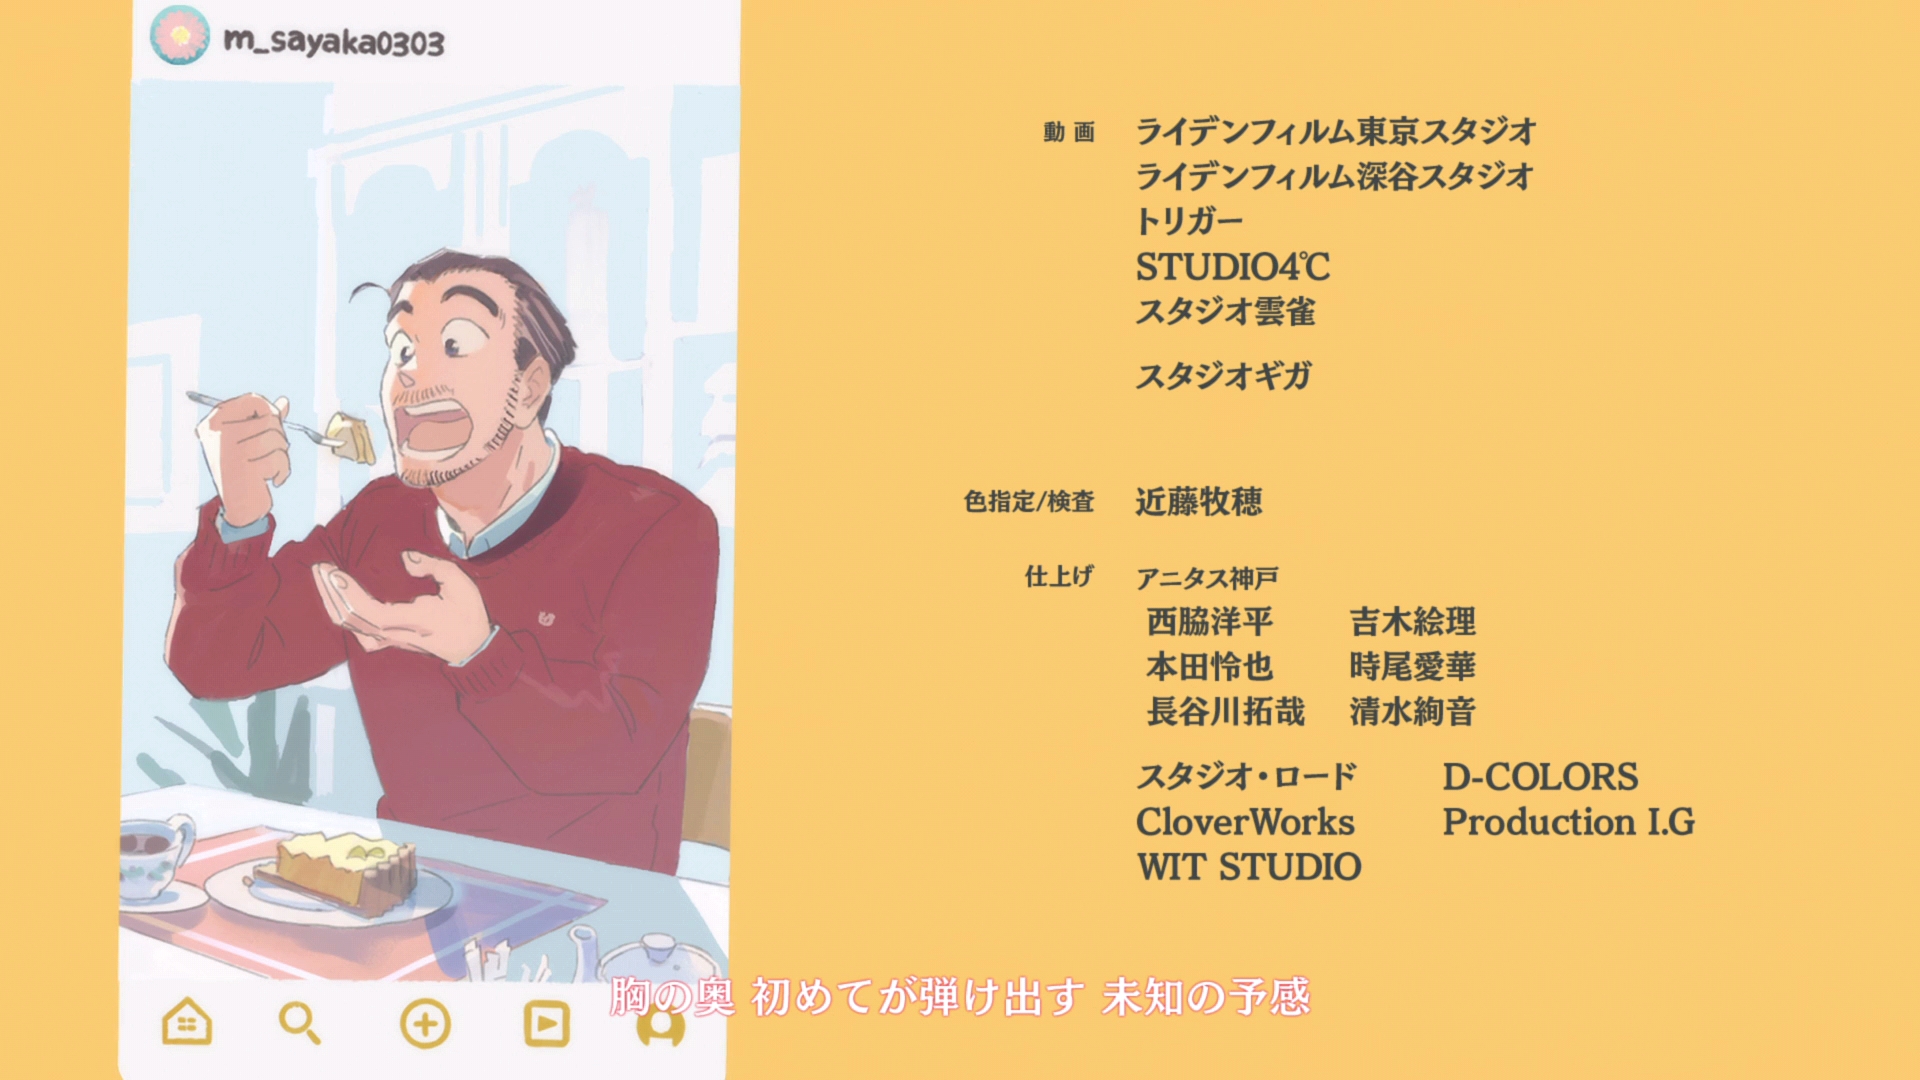 m_sayaka0303
動画 ライデンフィルム東京スタジオ
ライデンフィルム深谷スタジオ
トリガー
STUDIO4℃
スタジオ雲雀
スタジオギガ
色指定/検査 近藤牧穂
仕上げ アニタス神戸
西脇洋平 吉木絵理
本田怜也 時尾愛華
長谷川拓哉 清水絢音
スタジオ・ロード D-COLORS
CloverWorks Production I.G
WIT STUDIO
胸の奥 初めてが弾け出す 未知の予感